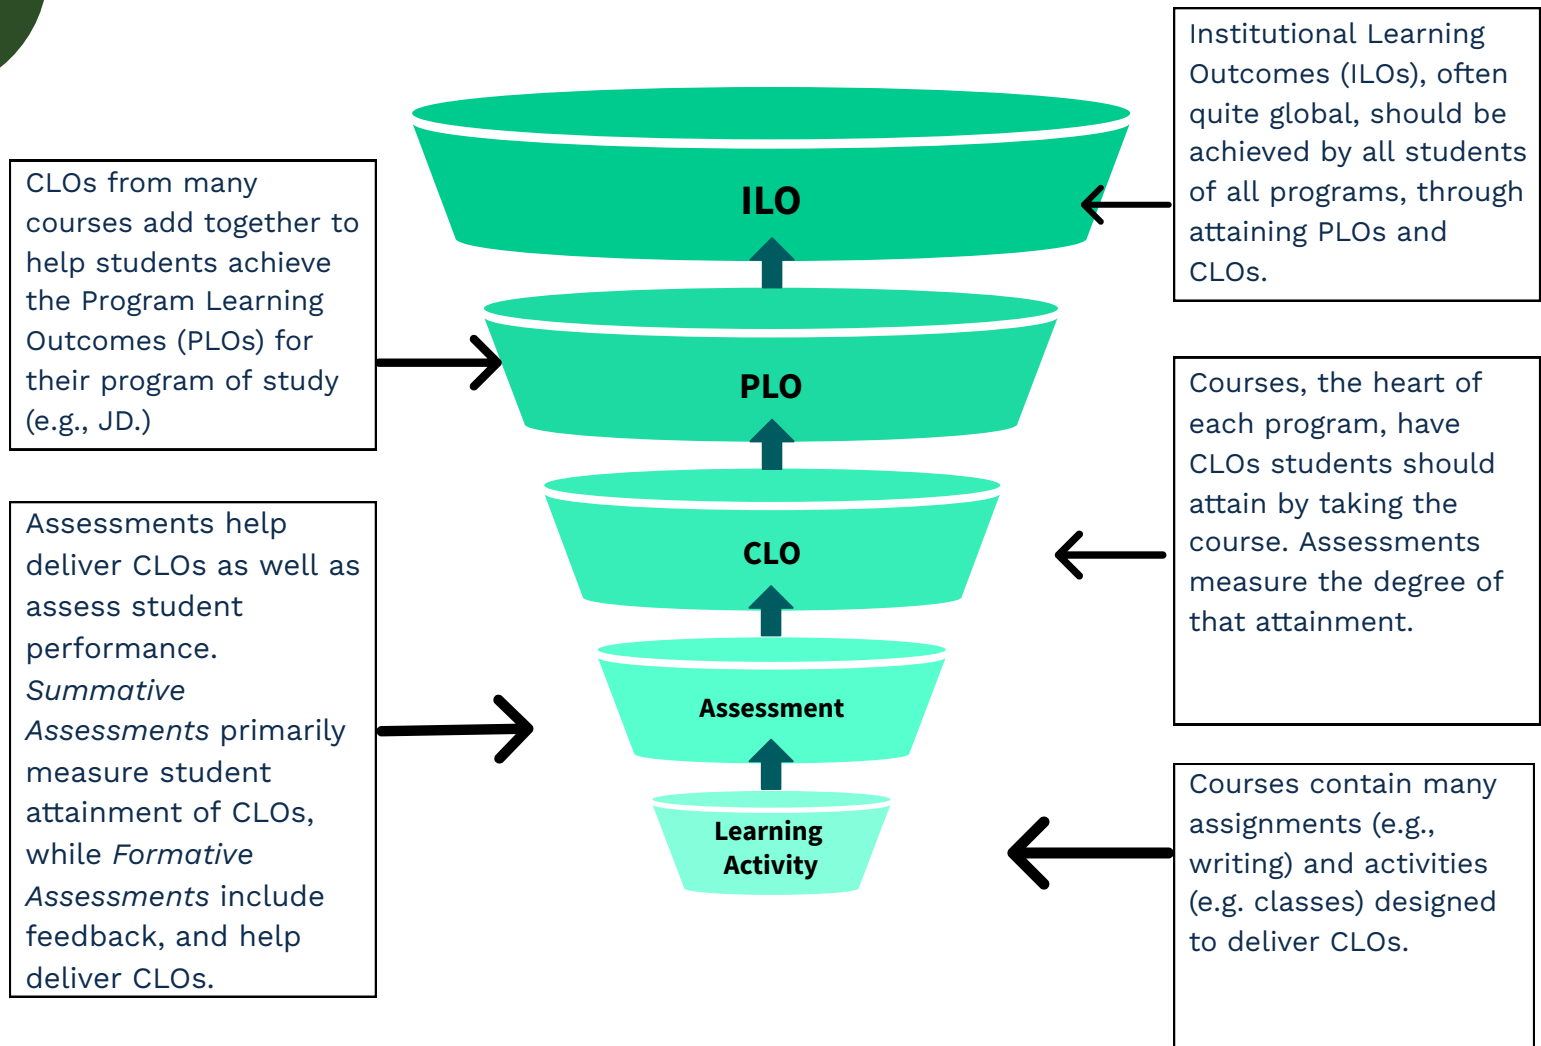 Institutional Learning
Outcomes (ILOs), often
quite global, should be
achieved by all students
of all programs, through
attaining PLOs and
CLOs.
CLOs from many
courses add together to
help students achieve
the Program Learning
Outcomes (PLOs) for
their program of study
(e.g., JD.)
ILO
PLO
CLO
Assessment
Learning
Activity
Courses, the heart of
each program, have
CLOs students should
attain by taking the
course. Assessments
measure the degree of
that attainment.
Assessments help
deliver CLOs as well as
assess student
performance.
Summative
Assessments primarily
measure student
attainment of CLOs,
while Formative
Assessments include
feedback, and help
deliver CLOs.
Courses contain many
assignments (e.g.,
writing) and activities
(e.g. classes) designed
to deliver CLOs.